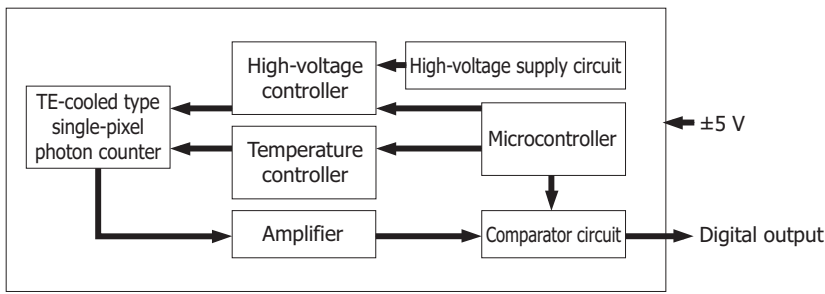 High-voltage
controller
High-voltage supply circuit
TE-cooled type
single-pixel
photon counter
Microcontroller
±5 V
Temperature
controller
Amplifier
Comparator circuit
Digital output